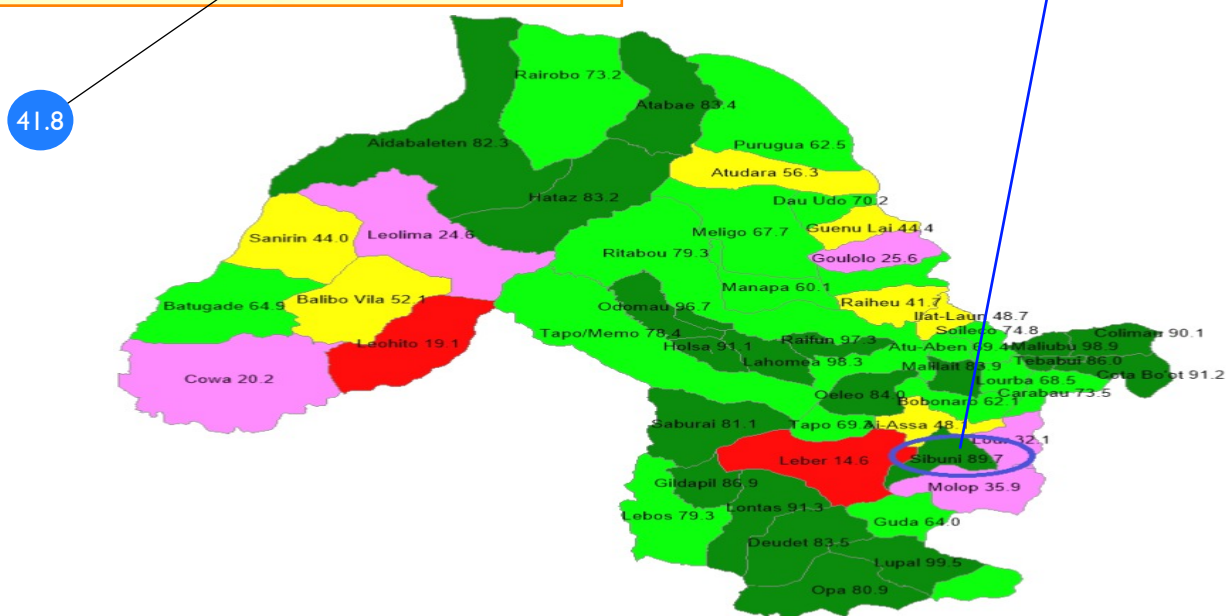 41.8
Rairobo 73.2
Atabae 83.4
Aidabaleten 82.3
Purugua 62.5
Atudara 56.3
Hataz 83.2
Dau Udo 70.2
Guenu Lai 44.4
Sanirin 44.0
Leolima 24.6
Meligo 67.7
Ritabou 79.3
Goulolo 25.6
Manapa 60.1
Batugade 64.9
Balibo Vila 52.1
Odomau 96.7
Raiheu 41.7
Ilat-Laun 48.7
Soileco 74.8
Tapo/Memo 78.4
Coliman 90.1
Leohito 19.1
Holsa 91.1
Raifun 97.3
Atu-Aben 69.4
Maliubu 98.9
Lahomea 98.3
Tebabui 86.0
Malilait 83.9
Cota Bo'ot 91.2
Cowa 20.2
Lourba 68.5
Oeleo 84.0
Carabau 73.5
Bobonaro 62.1
Saburai 81.1
Tapo 69.
Ai-Assa 48.
Lour 32.1
Leber 14.6
Sibuni 89.7
Gildapil 86.9
Molop 35.9
Lontas 91.3
Lebos 79.3
Guda 64.0
Deudet 83.5
Lupal 99.5
Opa 80.9